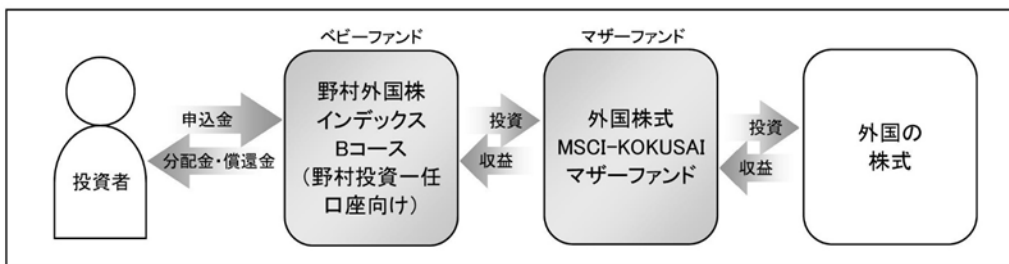 ベビーファンド
マザーファンド
投資者
申込金
分配金・償還金
野村外国株
インデックス
Bコース
（野村投資一任
口座向け）
投資
収益
外国株式
MSCI-KOKUSAI
マザーファンド
投資
収益
外国の
株式